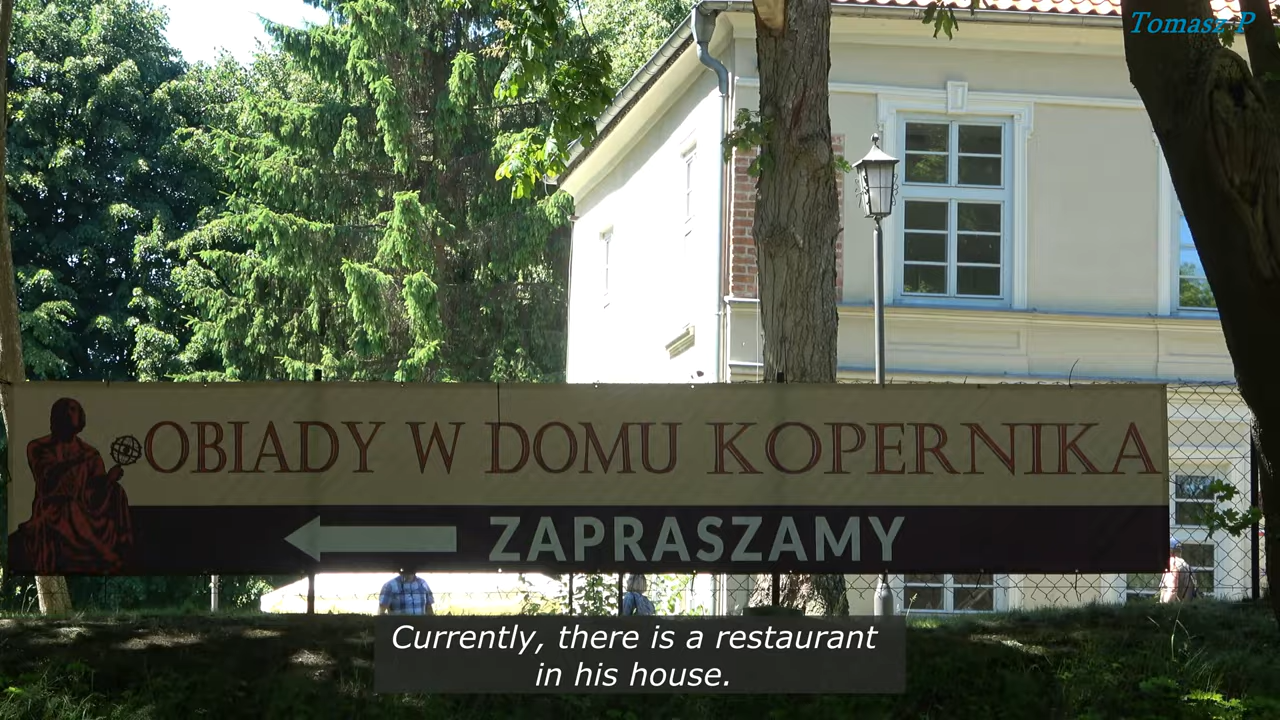 Tomasz P
OBIADY W DOMU KOPERNIKA
ZAPRASZAMY
Currently, there is a restaurant
in his house.